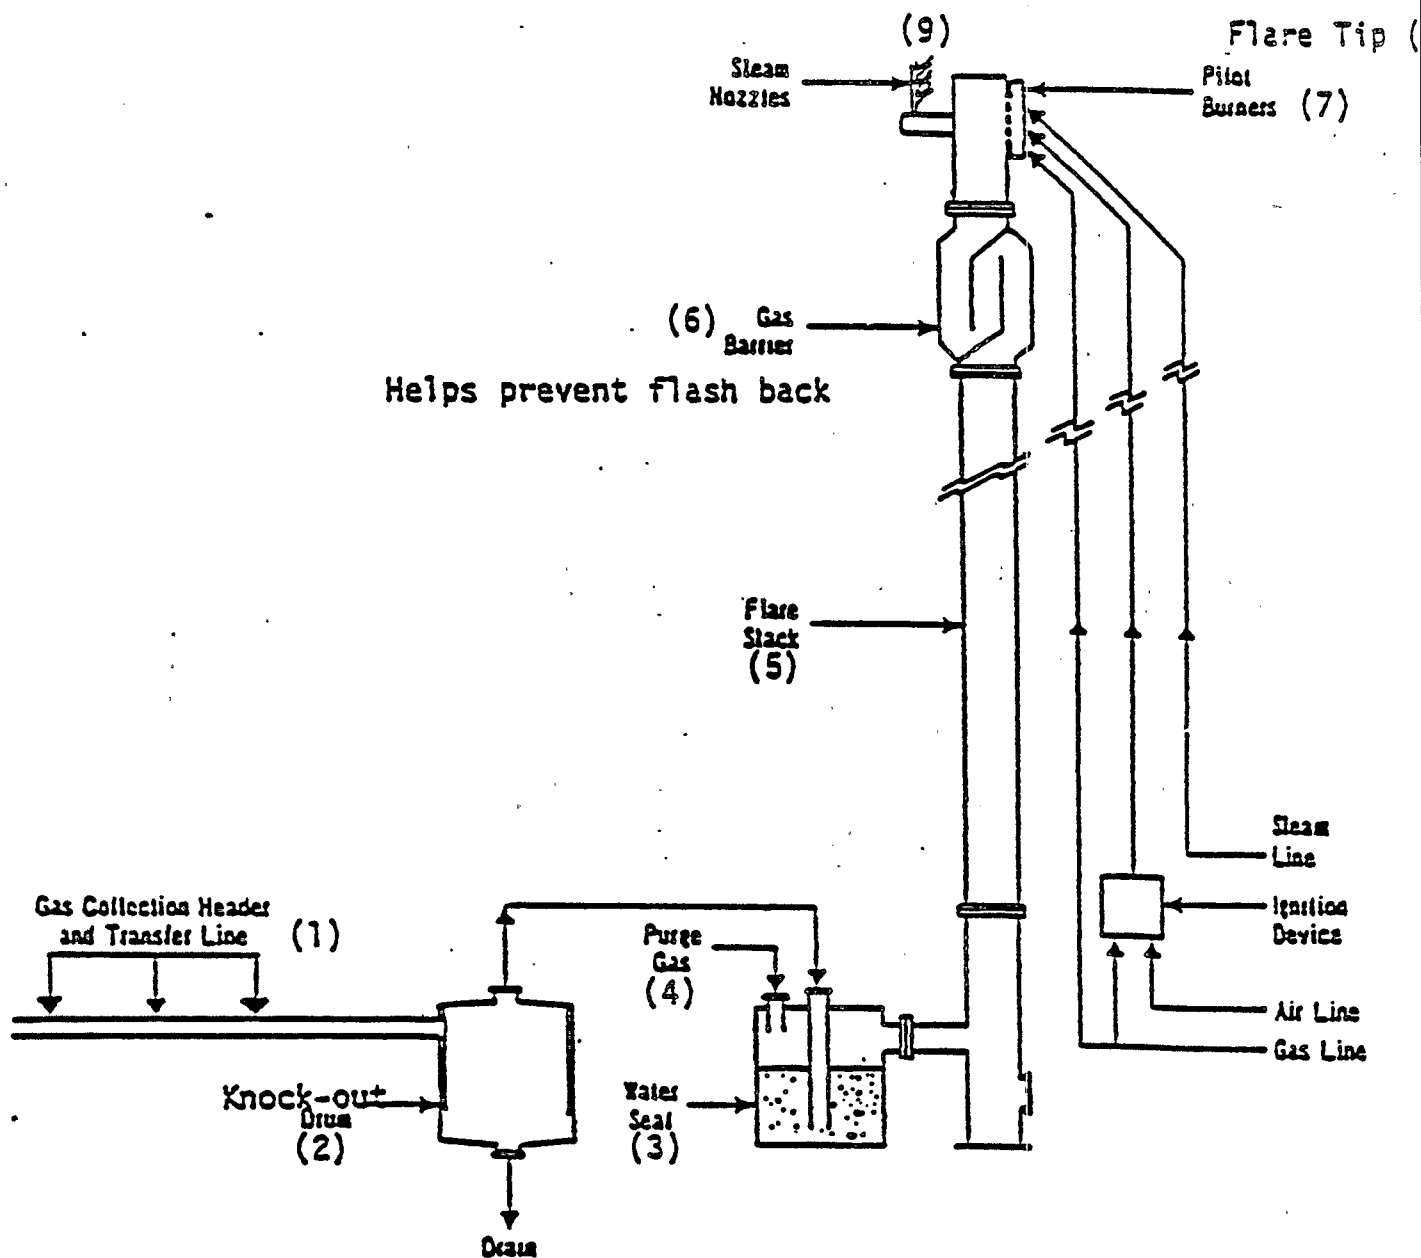 (9)
Flare Tip (
Steam
Nozzles
Pilot
Burners (7)
(6) Gas
Barrier
Helps prevent flash back
Flare
Stack
(5)
Steam
Line
Ignition
Device
Air Line
Gas Line
Gas Collection Header
and Transfer Line (1)
Purge
Gas
(4)
Knock-out
Drum
(2)
Water
Seal
(3)
Drain